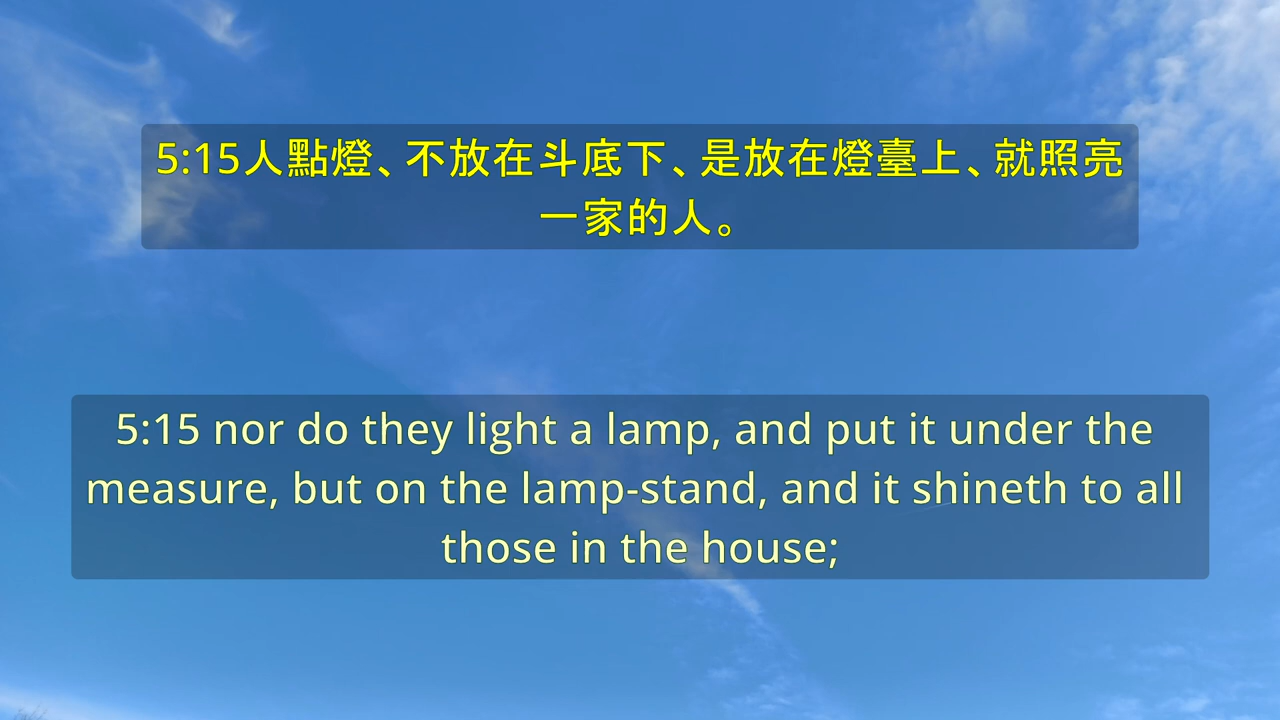 5:15人點燈、不放在斗底下、是放在燈臺上、就照亮
一家的人。
5:15 nor do they light a lamp, and put it under the
measure, but on the lamp-stand, and it shineth to all
those in the house;